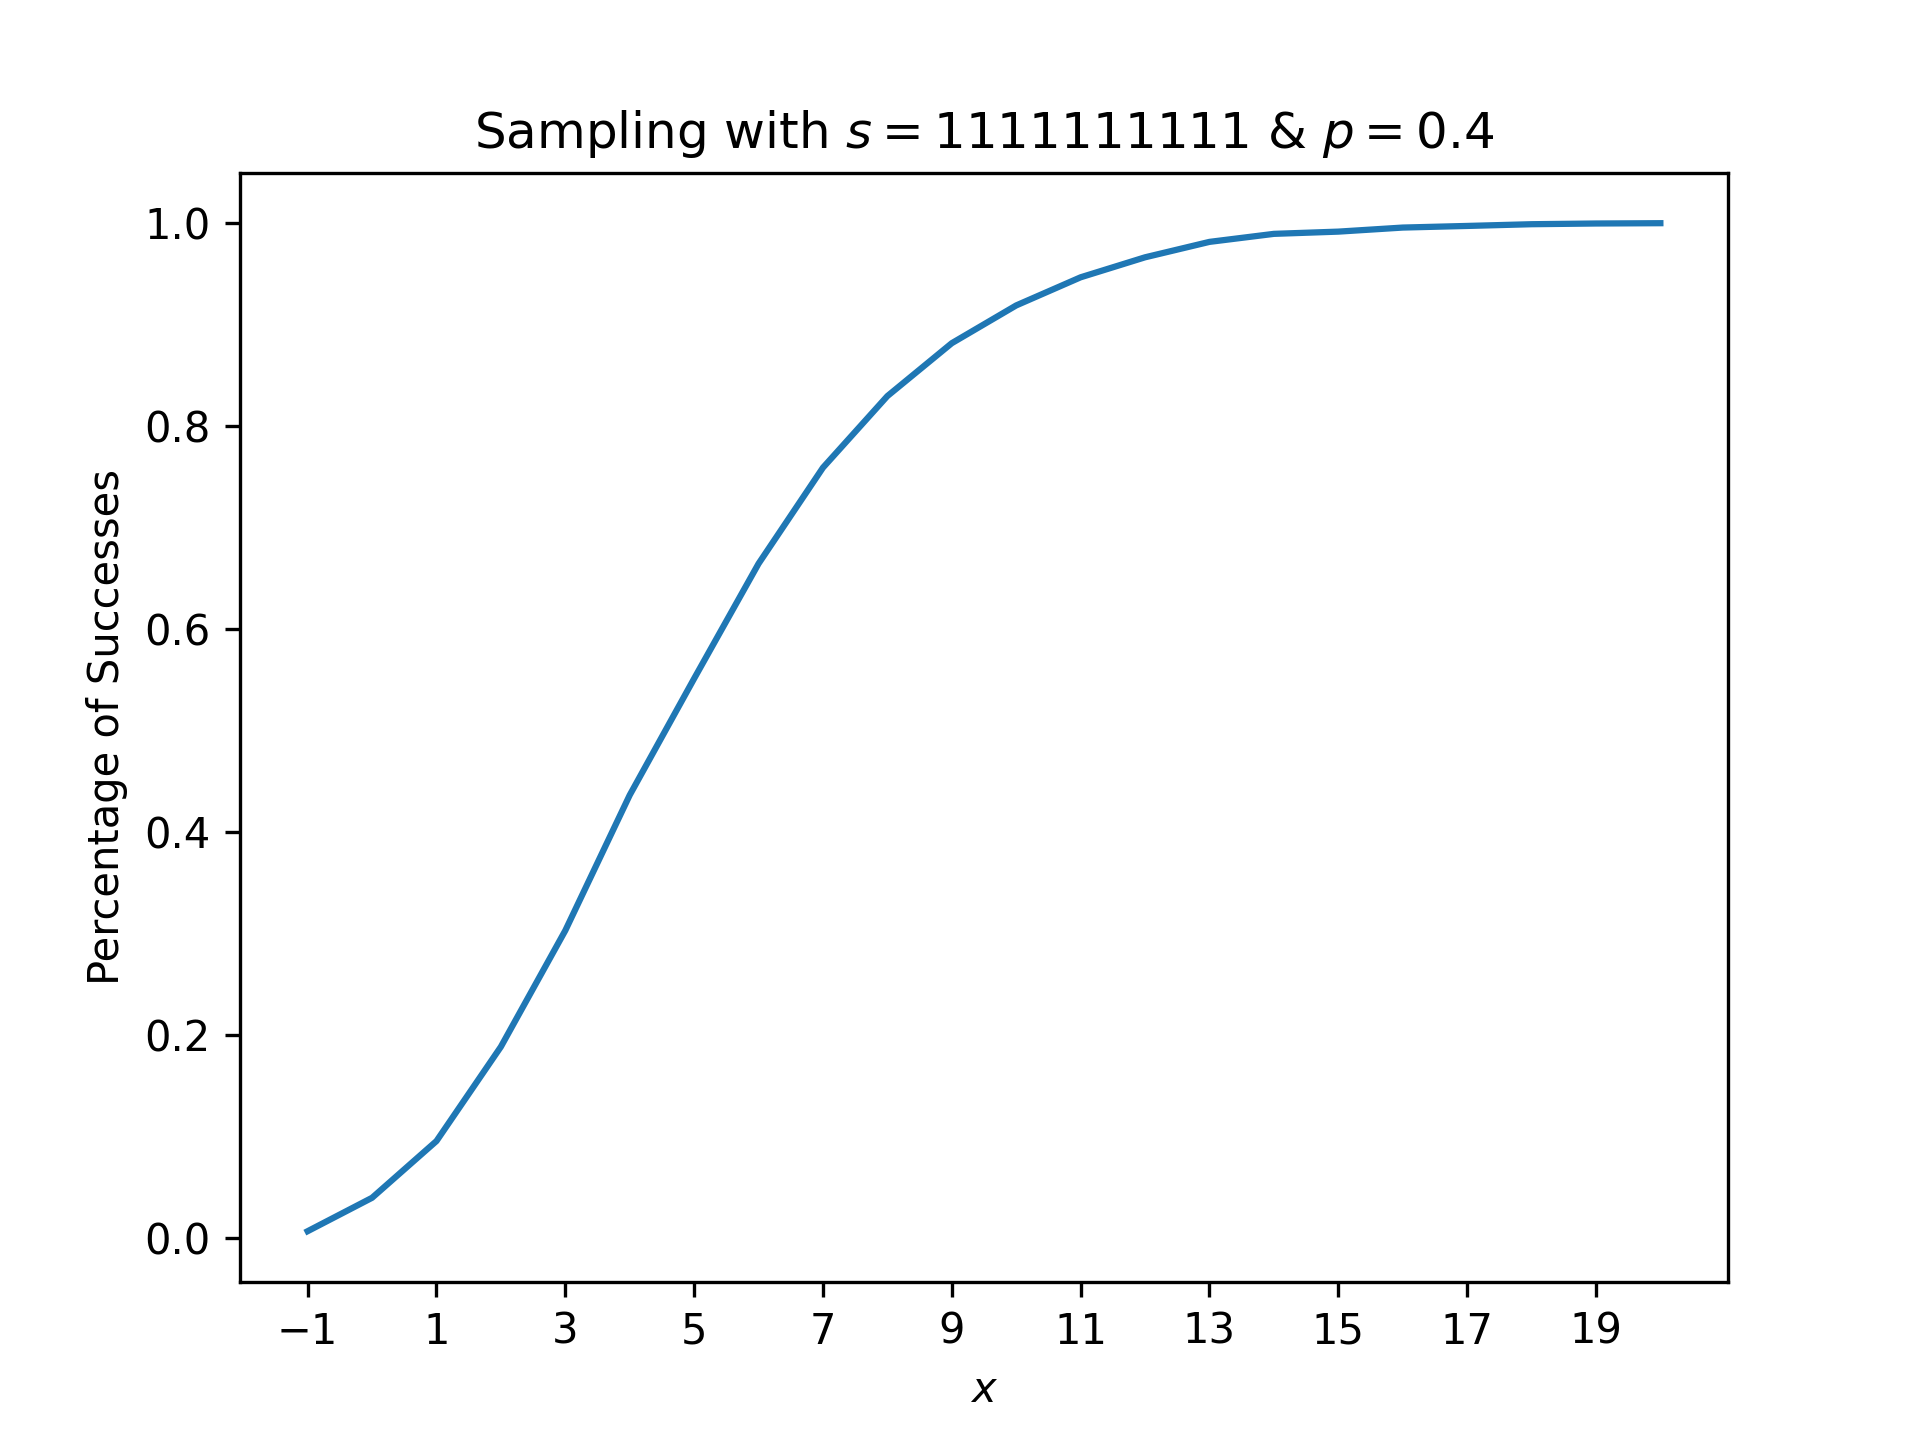 Sampling with s = 1111111111 & p = 0.4
Percentage of Successes
1.0
0.8
0.6
0.4
0.2
0.0
−1 1 3 5 7 9 11 13 15 17 19
x